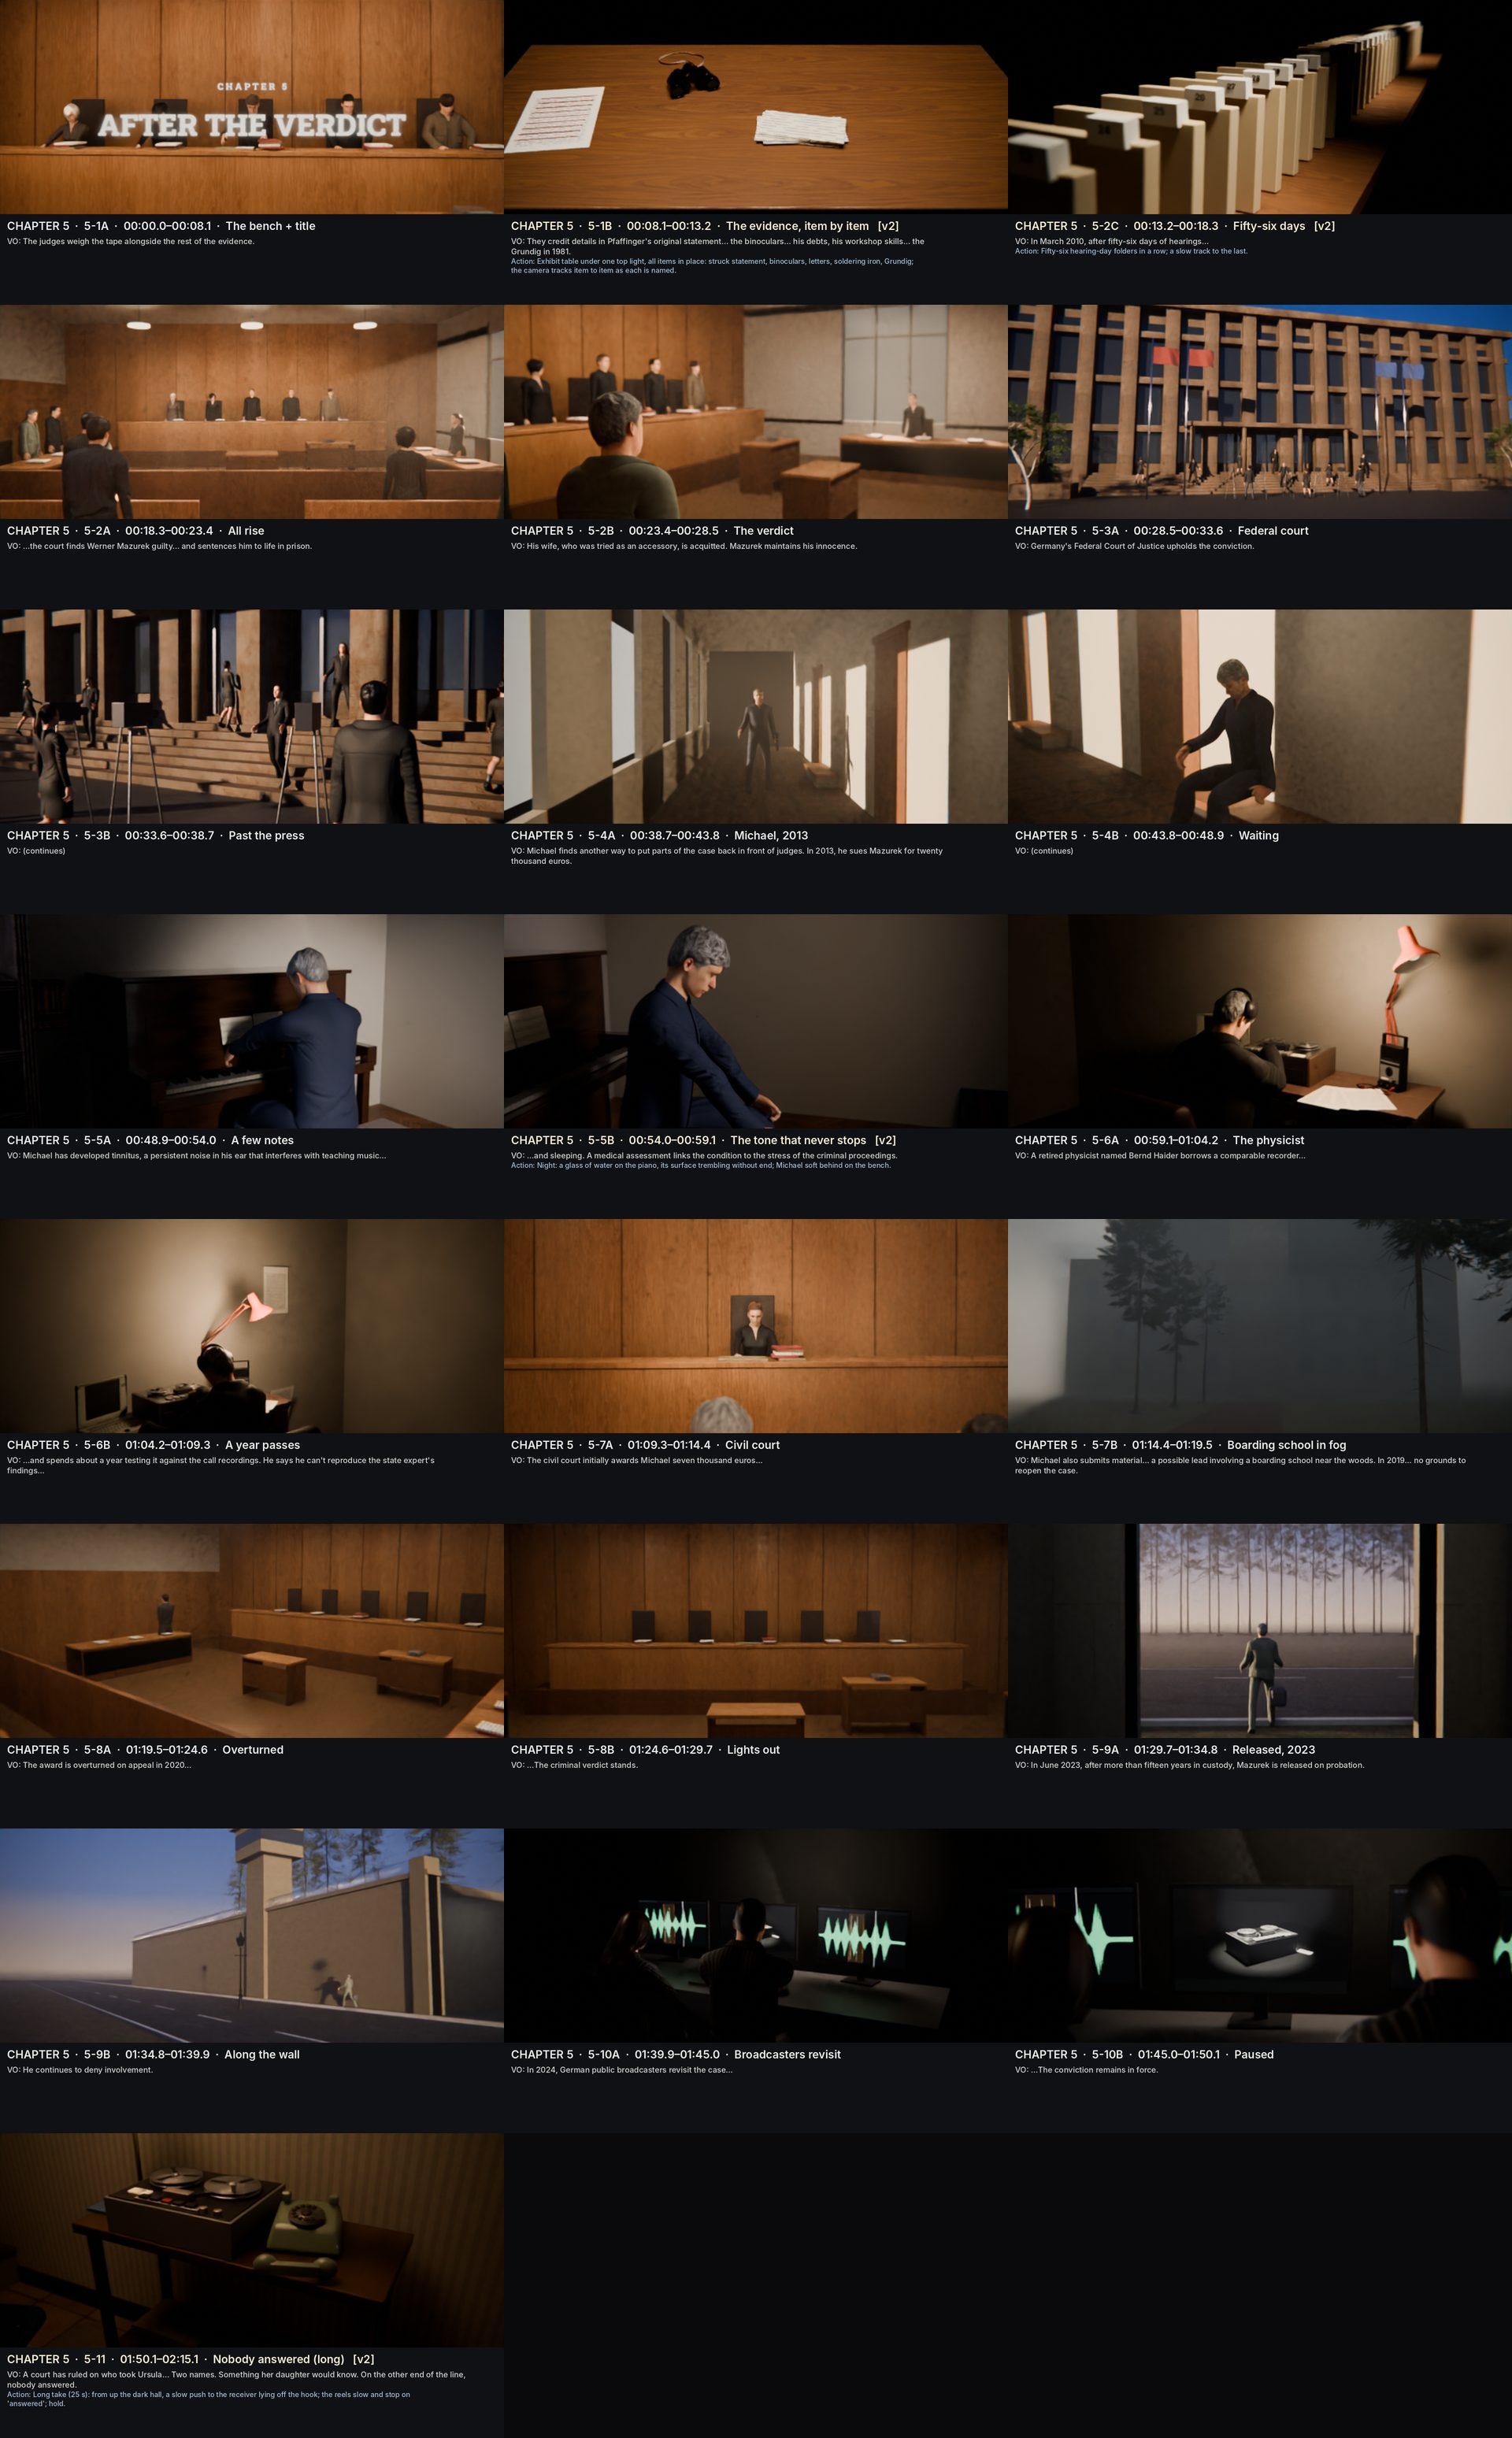 CHAPTER 5
AFTER THE VERDICT
24
25
26
27
CHAPTER 5 · 5-1A · 00:00.0–00:08.1 · The bench + title
VO: The judges weigh the tape alongside the rest of the evidence.
CHAPTER 5 · 5-1B · 00:08.1–00:13.2 · The evidence, item by item [v2]
VO: They credit details in Pfaffinger's original statement... the binoculars... his debts, his workshop skills... the
Grundig in 1981.
Action: Exhibit table under one top light, all items in place: struck statement, binoculars, letters, soldering iron, Grundig;
the camera tracks item to item as each is named.
CHAPTER 5 · 5-2C · 00:13.2–00:18.3 · Fifty-six days [v2]
VO: In March 2010, after fifty-six days of hearings...
Action: Fifty-six hearing-day folders in a row; a slow track to the last.
CHAPTER 5 · 5-2A · 00:18.3–00:23.4 · All rise
VO: ...the court finds Werner Mazurek guilty... and sentences him to life in prison.
CHAPTER 5 · 5-2B · 00:23.4–00:28.5 · The verdict
VO: His wife, who was tried as an accessory, is acquitted. Mazurek maintains his innocence.
CHAPTER 5 · 5-3A · 00:28.5–00:33.6 · Federal court
VO: Germany's Federal Court of Justice upholds the conviction.
CHAPTER 5 · 5-3B · 00:33.6–00:38.7 · Past the press
VO: (continues)
CHAPTER 5 · 5-4A · 00:38.7–00:43.8 · Michael, 2013
VO: Michael finds another way to put parts of the case back in front of judges. In 2013, he sues Mazurek for twenty
thousand euros.
CHAPTER 5 · 5-4B · 00:43.8–00:48.9 · Waiting
VO: (continues)
CHAPTER 5 · 5-5A · 00:48.9–00:54.0 · A few notes
VO: Michael has developed tinnitus, a persistent noise in his ear that interferes with teaching music...
CHAPTER 5 · 5-5B · 00:54.0–00:59.1 · The tone that never stops [v2]
VO: ...and sleeping. A medical assessment links the condition to the stress of the criminal proceedings.
Action: Night: a glass of water on the piano, its surface trembling without end; Michael soft behind on the bench.
CHAPTER 5 · 5-6A · 00:59.1–01:04.2 · The physicist
VO: A retired physicist named Bernd Haider borrows a comparable recorder...
CHAPTER 5 · 5-6B · 01:04.2–01:09.3 · A year passes
VO: ...and spends about a year testing it against the call recordings. He says he can't reproduce the state expert's
findings...
CHAPTER 5 · 5-7A · 01:09.3–01:14.4 · Civil court
VO: The civil court initially awards Michael seven thousand euros...
CHAPTER 5 · 5-7B · 01:14.4–01:19.5 · Boarding school in fog
VO: Michael also submits material... a possible lead involving a boarding school near the woods. In 2019... no grounds to
reopen the case.
CHAPTER 5 · 5-8A · 01:19.5–01:24.6 · Overturned
VO: The award is overturned on appeal in 2020...
CHAPTER 5 · 5-8B · 01:24.6–01:29.7 · Lights out
VO: ...The criminal verdict stands.
CHAPTER 5 · 5-9A · 01:29.7–01:34.8 · Released, 2023
VO: In June 2023, after more than fifteen years in custody, Mazurek is released on probation.
CHAPTER 5 · 5-9B · 01:34.8–01:39.9 · Along the wall
VO: He continues to deny involvement.
CHAPTER 5 · 5-10A · 01:39.9–01:45.0 · Broadcasters revisit
VO: In 2024, German public broadcasters revisit the case...
CHAPTER 5 · 5-10B · 01:45.0–01:50.1 · Paused
VO: ...The conviction remains in force.
CHAPTER 5 · 5-11 · 01:50.1–02:15.1 · Nobody answered (long) [v2]
VO: A court has ruled on who took Ursula... Two names. Something her daughter would know. On the other end of the line,
nobody answered.
Action: Long take (25 s): from up the dark hall, a slow push to the receiver lying off the hook; the reels slow and stop on
'answered'; hold.